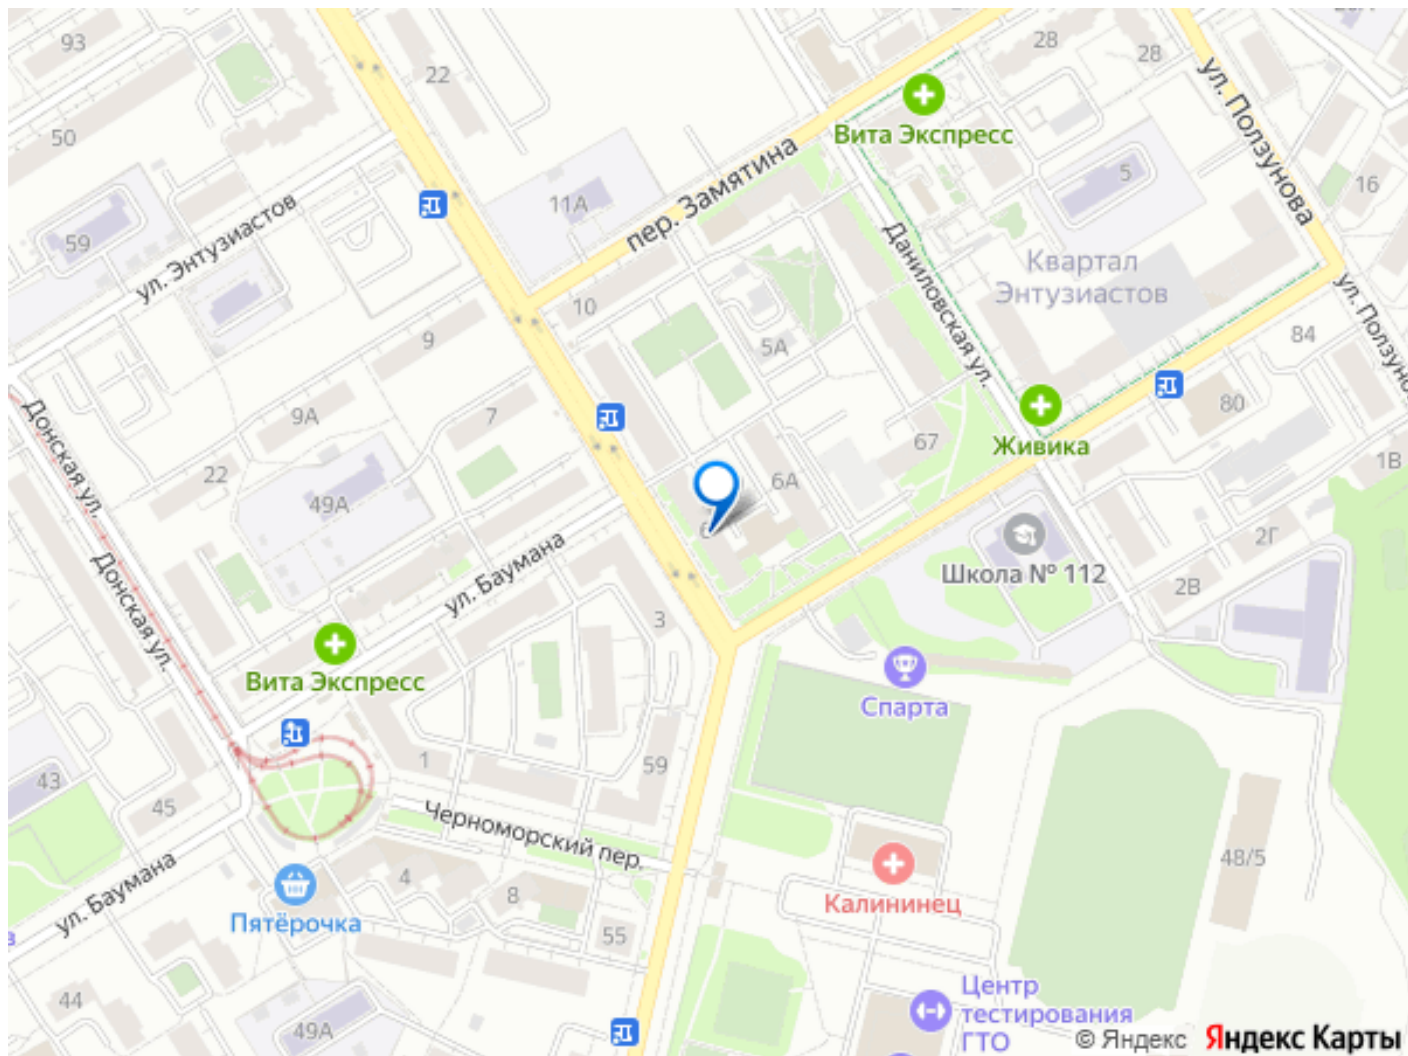 93
22
28
28
ул. Ползунова
Вита Экспресс
50
5
16
11А
пер. Замятина
59
ул. Энтузиастов
Даниловская ул.
Квартал
Энтузиастов
ул. Ползуно
10
9
5А
84
80
9А
7
Донская ул.
67
Живика
1В
22
6А
49А
2Г
Школа № 112
ул. Баумана
Донская ул.
2В
3
Вита Экспресс
Спарта
1
59
43
45
Черноморский пер.
48/5
4
8
Калининец
ул. Баумана
Пятёрочка
55
44
49А
Центр
тестирования
ГТО
© Яндекс Яндекс Карты